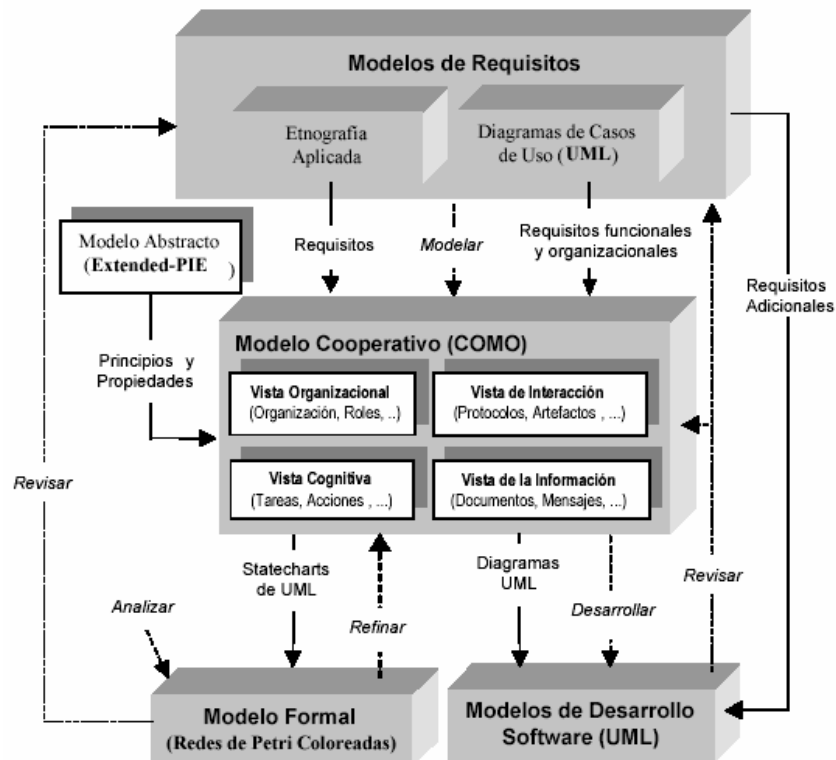 Modelos de Requisitos
Etnografía
Aplicada
Diagramas de Casos
de Uso (UML)
Modelo Abstracto
(Extended-PIE )
Requisitos
Modelar
Requisitos funcionales
y organizacionales
Requisitos
Adicionales
Principios y
Propiedades
Modelo Cooperativo (COMO)
Vista Organizacional
(Organización, Roles, ..)
Vista de Interacción
(Protocolos, Artefactos , ...)
Vista Cognitiva
(Tareas, Acciones , ...)
Vista de la Información
(Documentos, Mensajes, ...)
Revisar
Statecharts
de UML
Diagramas
UML
Revisar
Analizar
Refinar
Desarrollar
Modelo Formal
(Redes de Petri Coloreadas)
Modelos de Desarrollo
Software (UML)